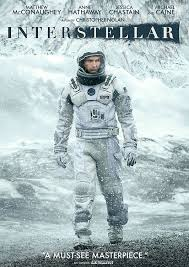 MATTHEW McCONAUGHEY ANNE HATHAWAY JESSICA CHASTAIN MICHAEL CAINE
CHRISTOPHER NOLAN
INTERSTELLAR
"A MUST-SEE MASTERPIECE."